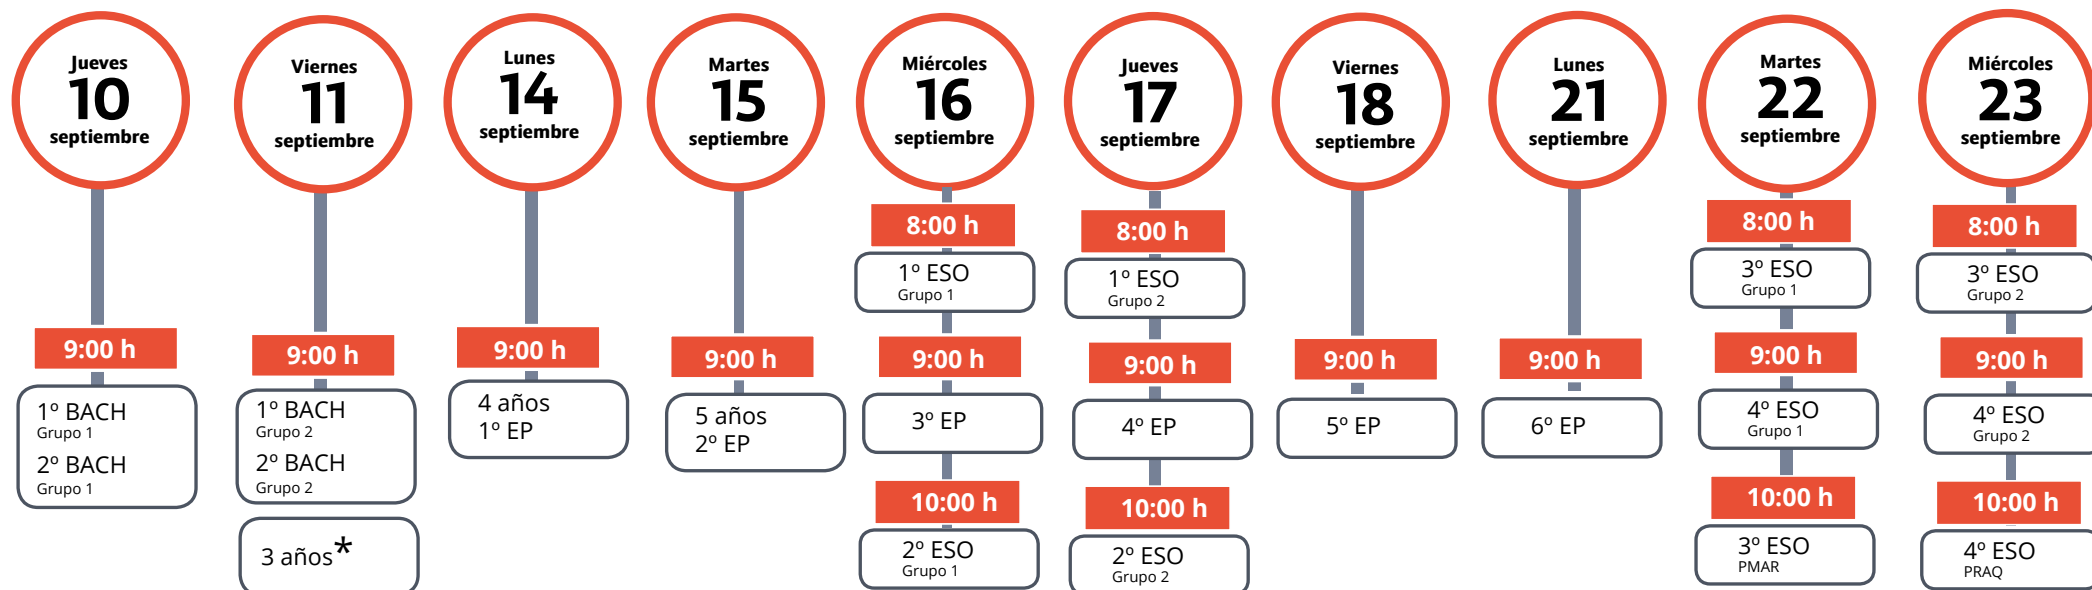 Jueves
10
septiembre
9:00 h
1º BACH
Grupo 1
2º BACH
Grupo 1
Viernes
11
septiembre
9:00 h
1º BACH
Grupo 2
2º BACH
Grupo 2
3 años*
Lunes
14
septiembre
9:00 h
4 años
1º EP
Martes
15
septiembre
9:00 h
5 años
2º EP
Miércoles
16
septiembre
8:00 h
1º ESO
Grupo 1
9:00 h
3º EP
10:00 h
2º ESO
Grupo 1
Jueves
17
septiembre
8:00 h
1º ESO
Grupo 2
9:00 h
4º EP
10:00 h
2º ESO
Grupo 2
Viernes
18
septiembre
9:00 h
5º EP
Lunes
21
septiembre
9:00 h
6º EP
Martes
22
septiembre
8:00 h
3º ESO
Grupo 1
9:00 h
4º ESO
Grupo 1
10:00 h
3º ESO
PMAR
Miércoles
23
septiembre
8:00 h
3º ESO
Grupo 2
9:00 h
4º ESO
Grupo 2
10:00 h
4º ESO
PRAQ